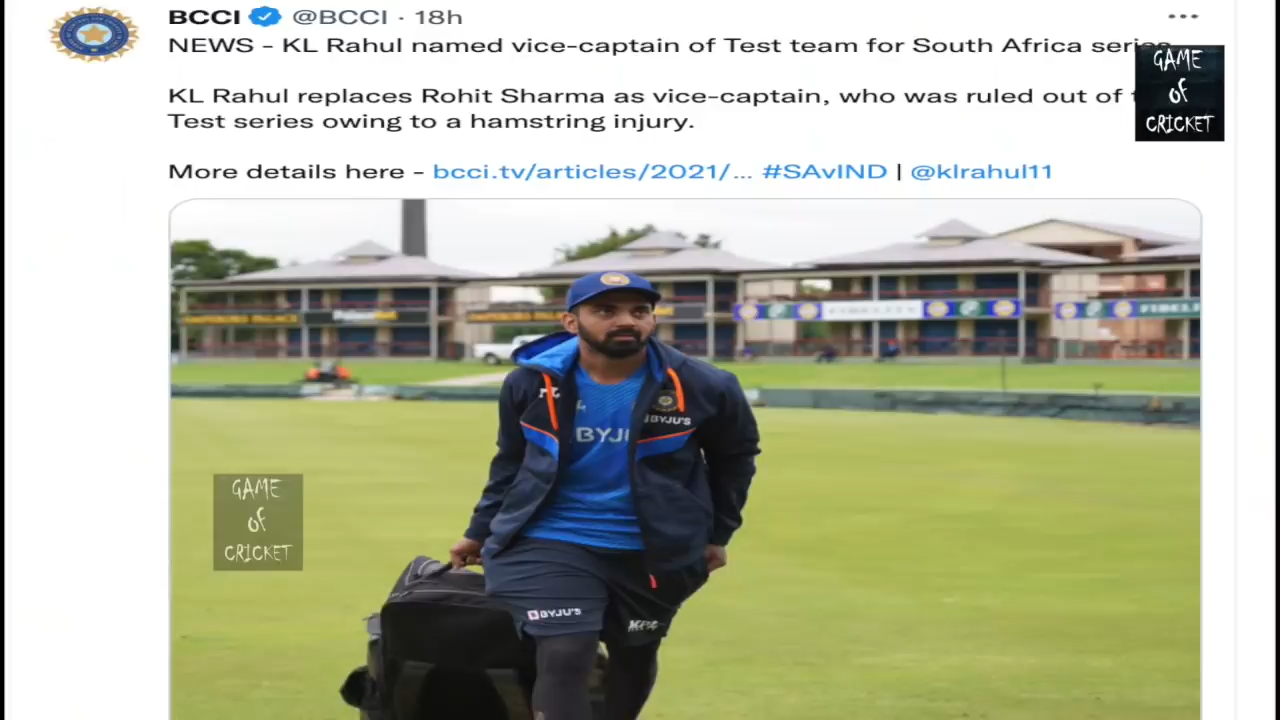 BCCI @BCCI · 18h
NEWS - KL Rahul named vice-captain of Test team for South Africa series
GAME
of
CRICKET
KL Rahul replaces Rohit Sharma as vice-captain, who was ruled out of
Test series owing to a hamstring injury.
More details here - bcci.tv/articles/2021/... #SAvIND | @klrahul11
FIDELITY
BYJU'S
BYJU
GAME
of
CRICKET
BYJU'S
MPL